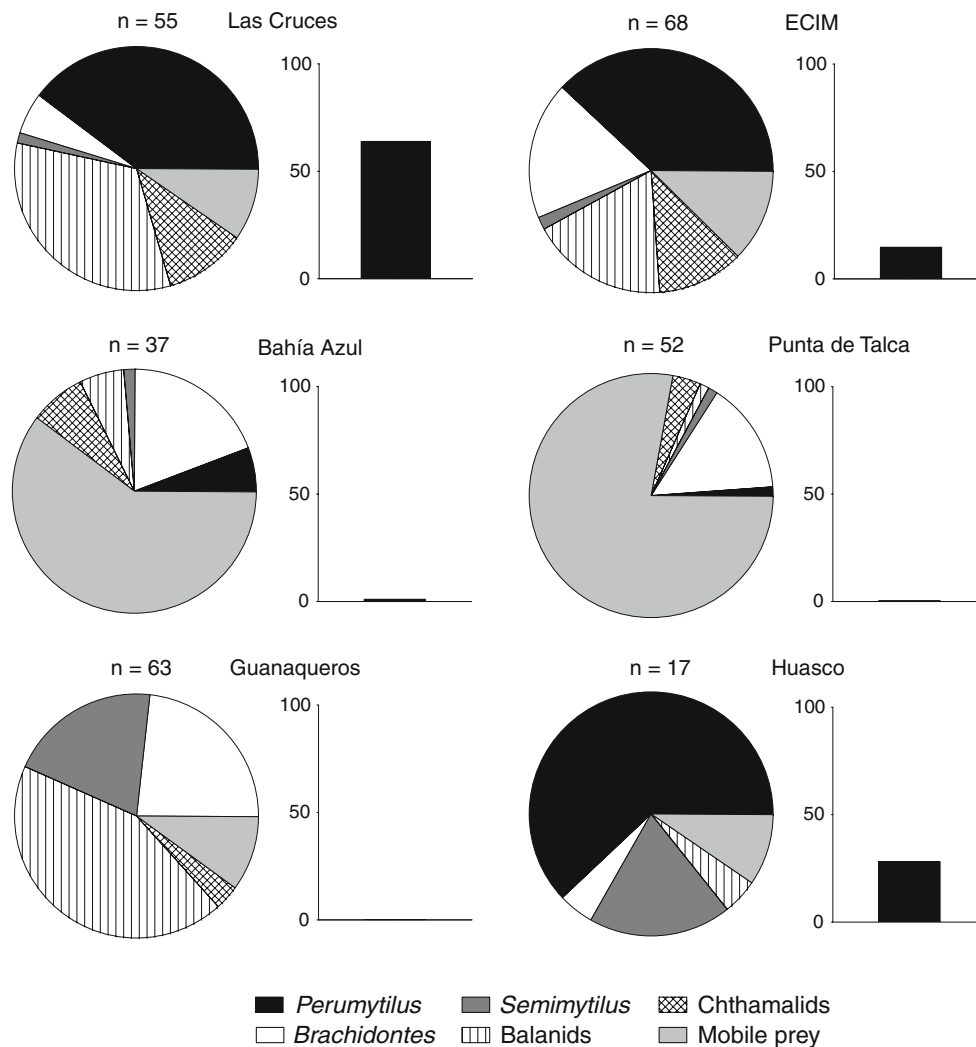 n = 55 Las Cruces
100
50
0
n = 68 ECIM
100
50
0
n = 37 Bahía Azul
100
50
0
n = 52 Punta de Talca
100
50
0
n = 63 Guanaqueros
100
50
0
n = 17 Huasco
100
50
0
Perumytilus Semimytilus Chthamalids
Brachidontes Balanids Mobile prey